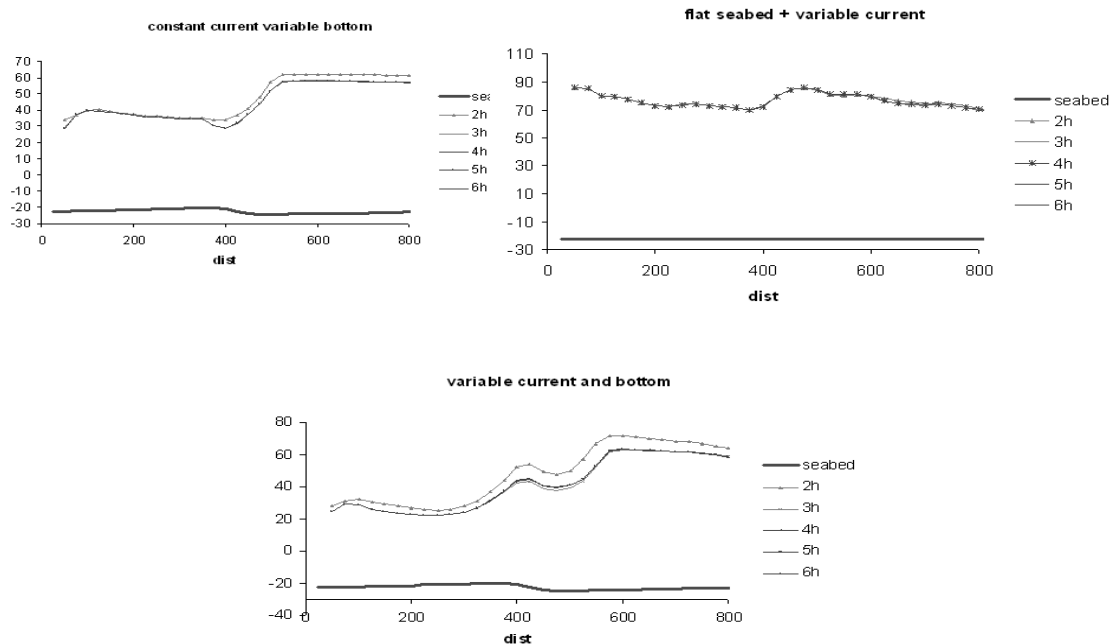 constant current variable bottom
70
60
50
40
30
20
10
0
-10
-20
-30
0
200
400
600
800
dist
sea
2h
3h
4h
5h
6h
flat seabed + variable current
110
90
70
50
30
10
-10
-30
0
200
400
600
800
dist
seabed
2h
3h
4h
5h
6h
variable current and bottom
80
60
40
20
0
-20
-40
0
200
400
600
800
dist
seabed
2h
3h
4h
5h
6h